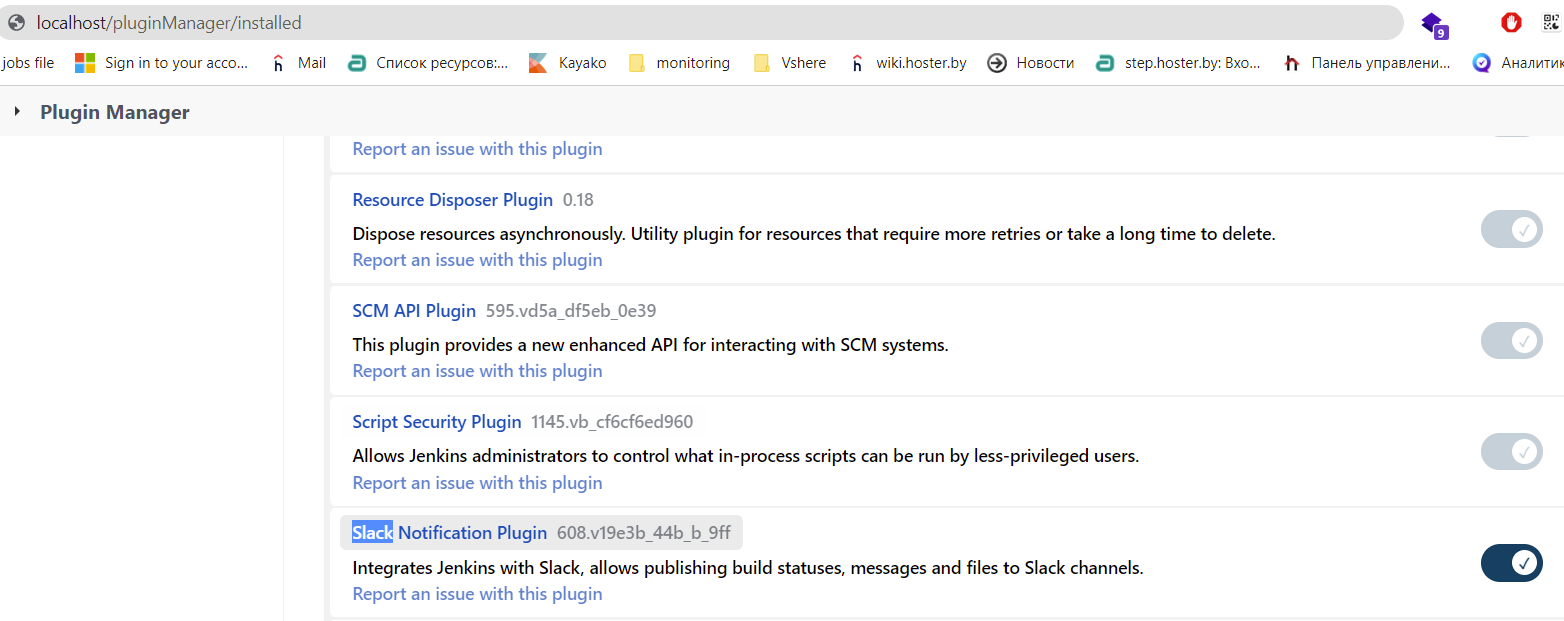 localhost/pluginManager/installed
9
jobs file Sign in to your acco... Mail Список ресурсов:... Kayako monitoring Vshere wiki.hoster.by Новости step.hoster.by: Вхо... Панель управлени... Аналитик
Plugin Manager
Report an issue with this plugin
Resource Disposer Plugin 0.18
Dispose resources asynchronously. Utility plugin for resources that require more retries or take a long time to delete.
Report an issue with this plugin
SCM API Plugin 595.vd5a_df5eb_0e39
This plugin provides a new enhanced API for interacting with SCM systems.
Report an issue with this plugin
Script Security Plugin 1145.vb_cf6cf6ed960
Allows Jenkins administrators to control what in-process scripts can be run by less-privileged users.
Report an issue with this plugin
Slack Notification Plugin 608.v19e3b_44b_b_9ff
Integrates Jenkins with Slack, allows publishing build statuses, messages and files to Slack channels.
Report an issue with this plugin